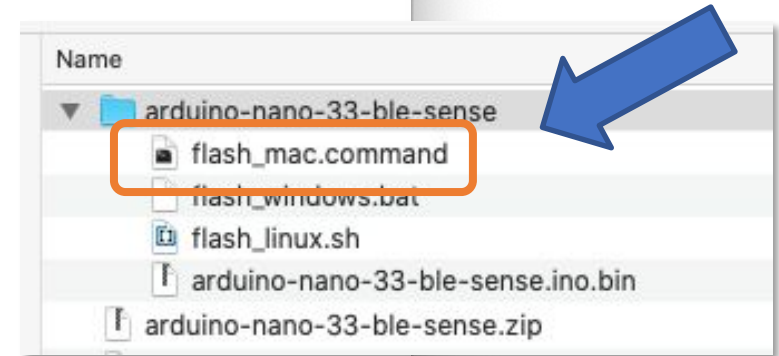 Name
arduino-nano-33-ble-sense
flash_mac.command
flash_windows.bat
flash_linux.sh
arduino-nano-33-ble-sense.ino.bin
arduino-nano-33-ble-sense.zip